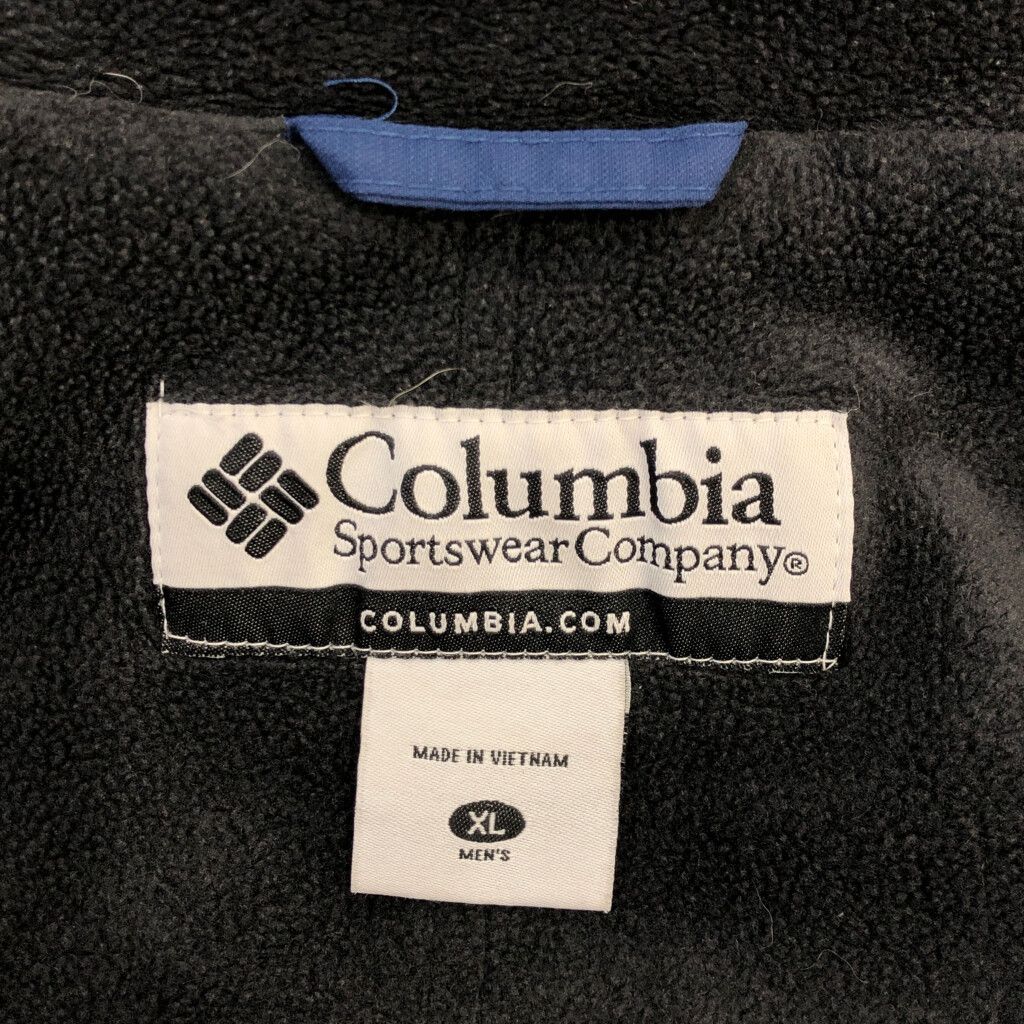 Columbia
Sportswear Company®
COLUMBIA.COM
MADE IN VIETNAM
XL
MEN'S